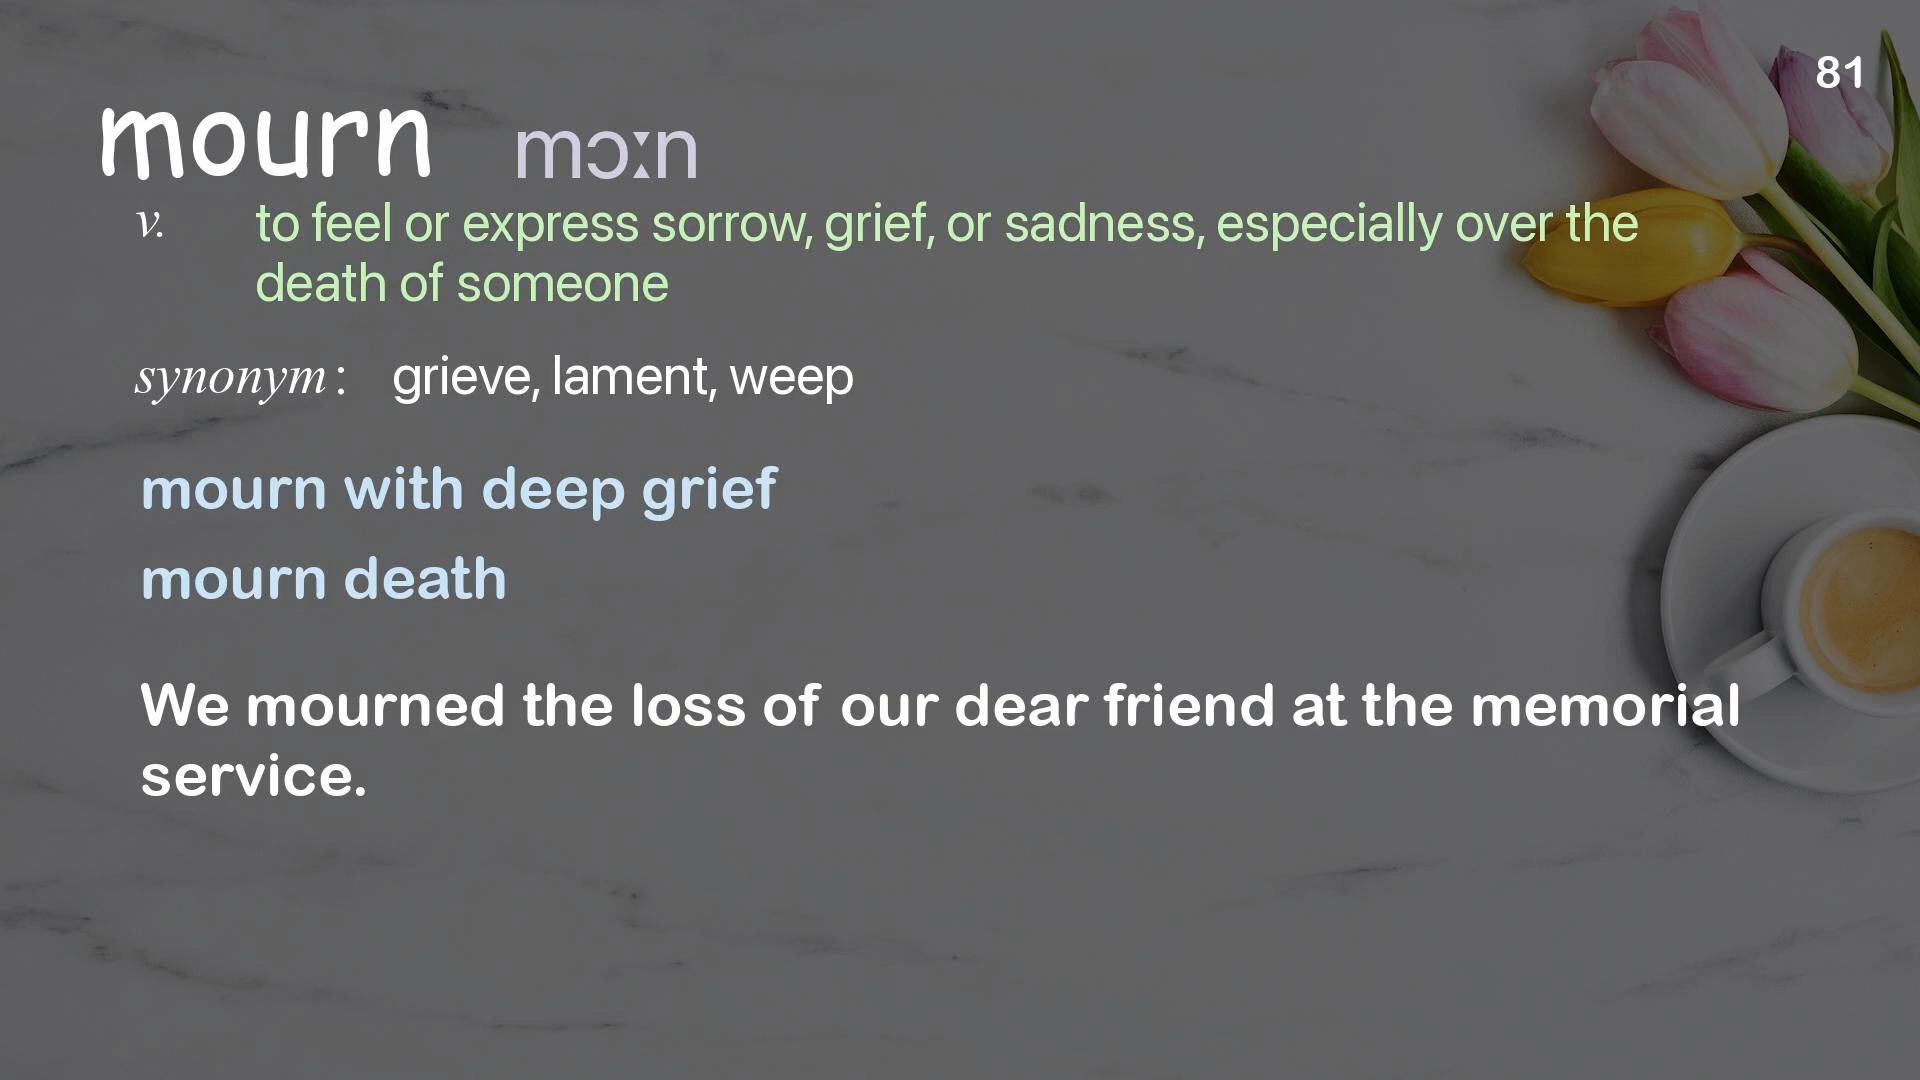 81
mourn mɔːn
v. to feel or express sorrow, grief, or sadness, especially over the
death of someone
synonym: grieve, lament, weep
mourn with deep grief
mourn death
We mourned the loss of our dear friend at the memorial
service.